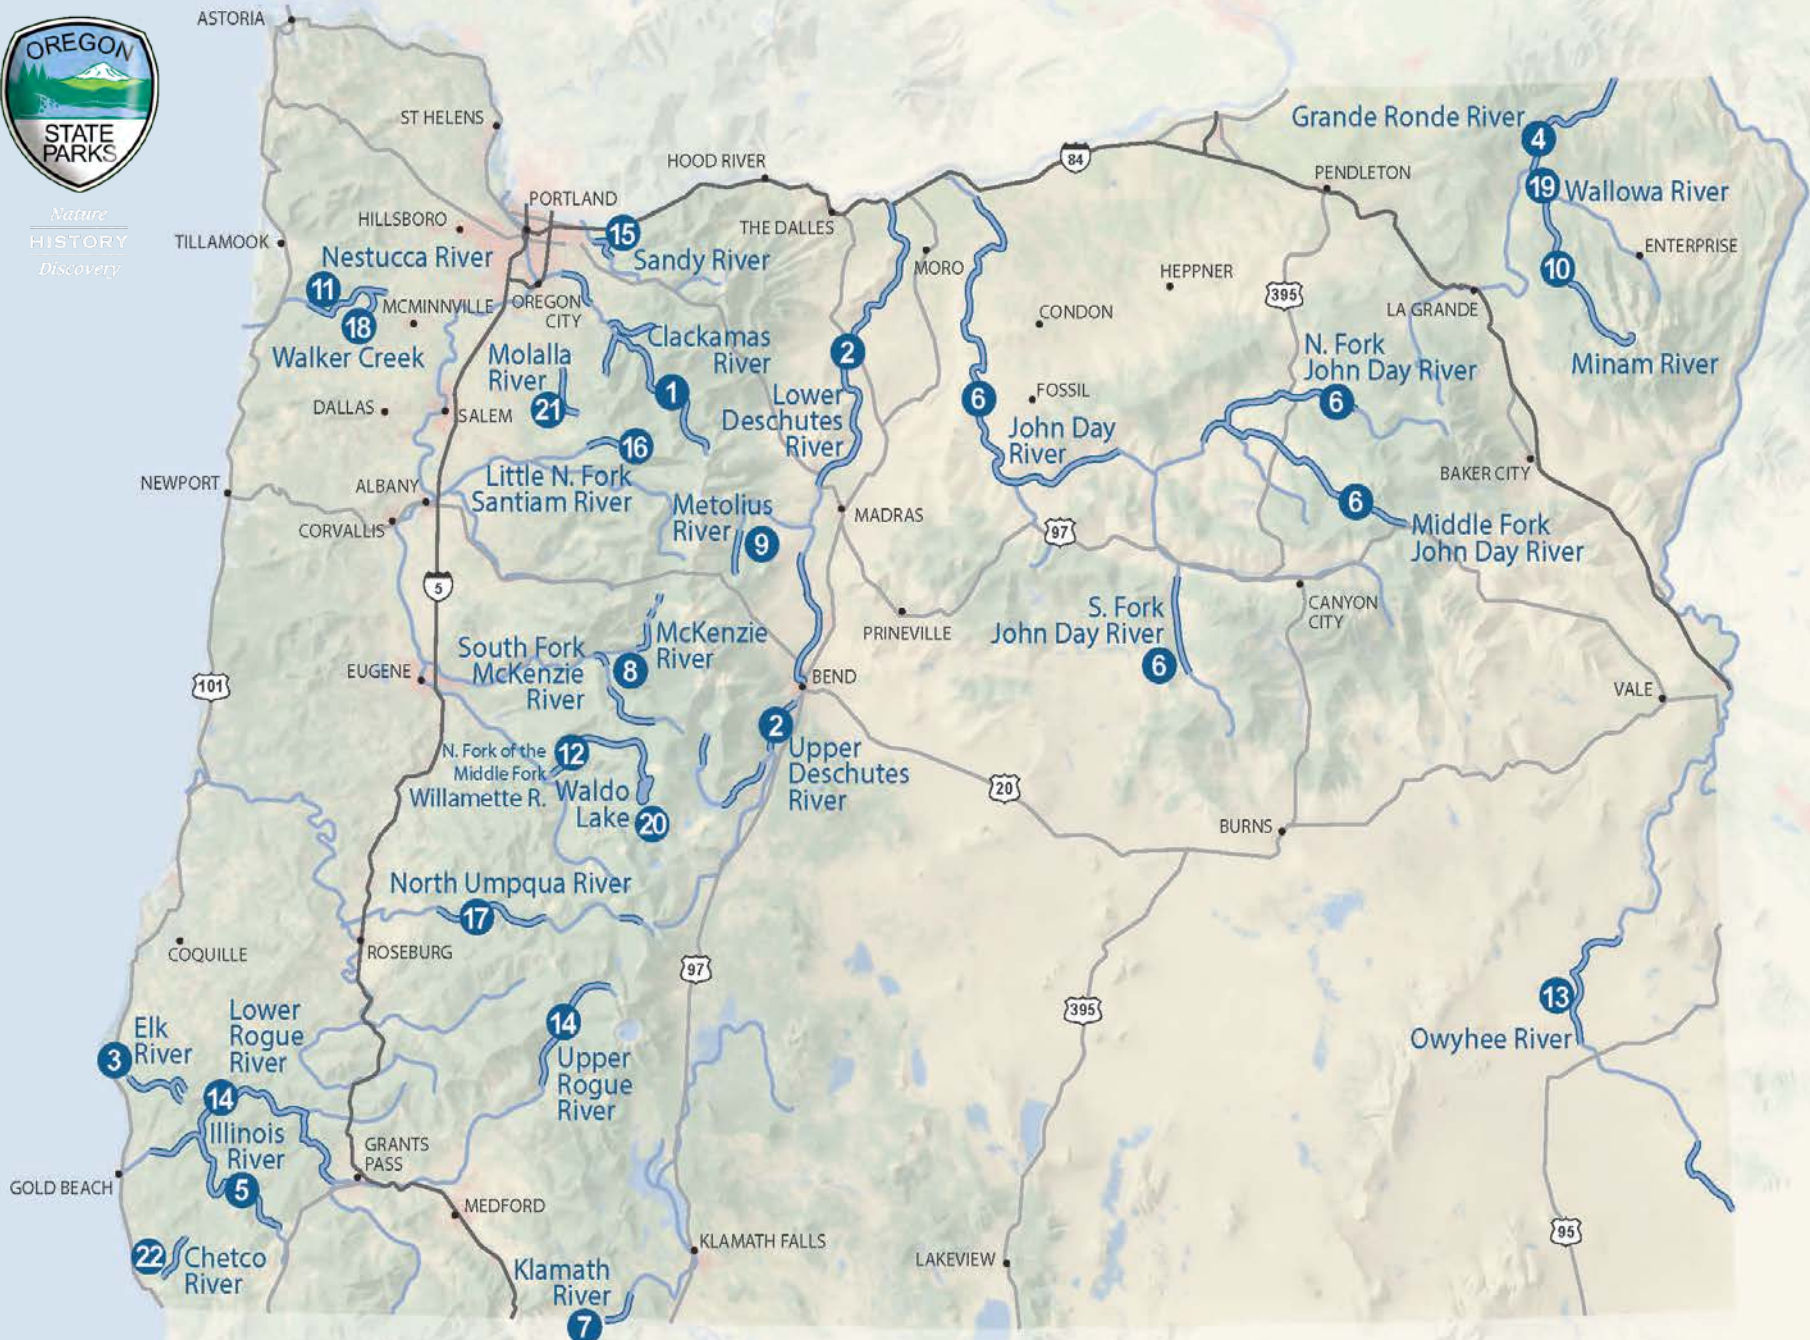 ASTORIA
OREGON
STATE
PARKS
Nature
HISTORY
Discovery
ST HELENS
Grande Ronde River
4
84
HOOD RIVER
PENDLETON
19
Wallowa River
PORTLAND
HILLSBORO
15
THE DALLES
TILLAMOOK
Nestucca River
Sandy River
MORO
HEPPNER
ENTERPRISE
10
11
MCMINNVILLE
OREGON
CITY
395
LA GRANDE
CONDON
18
Walker Creek
Clackamas
River
Molalla
River
21
1
2
N. Fork
John Day River
6
Minam River
DALLAS
SALEM
Lower
Deschutes
River
6
FOSSIL
John Day
River
16
Little N. Fork
Santiam River
NEWPORT
ALBANY
CORVALLIS
BAKER CITY
6
Middle Fork
John Day River
Metolius
River
9
MADRAS
97
5
S. Fork
John Day River
6
CANYON
CITY
PRINEVILLE
South Fork
McKenzie
River
8
McKenzie
River
EUGENE
101
BEND
VALE
2
Upper
Deschutes
River
N. Fork of the
Middle Fork
Willamette R.
12
Waldo
Lake
20
20
BURNS
North Umpqua River
17
COQUILLE
ROSEBURG
97
395
13
Owyhee River
Elk
River
3
Lower
Rogue
River
14
14
Upper
Rogue
River
Illinois
River
5
GRANTS
PASS
GOLD BEACH
MEDFORD
95
22
Chetco
River
KLAMATH FALLS
LAKEVIEW
Klamath
River
7